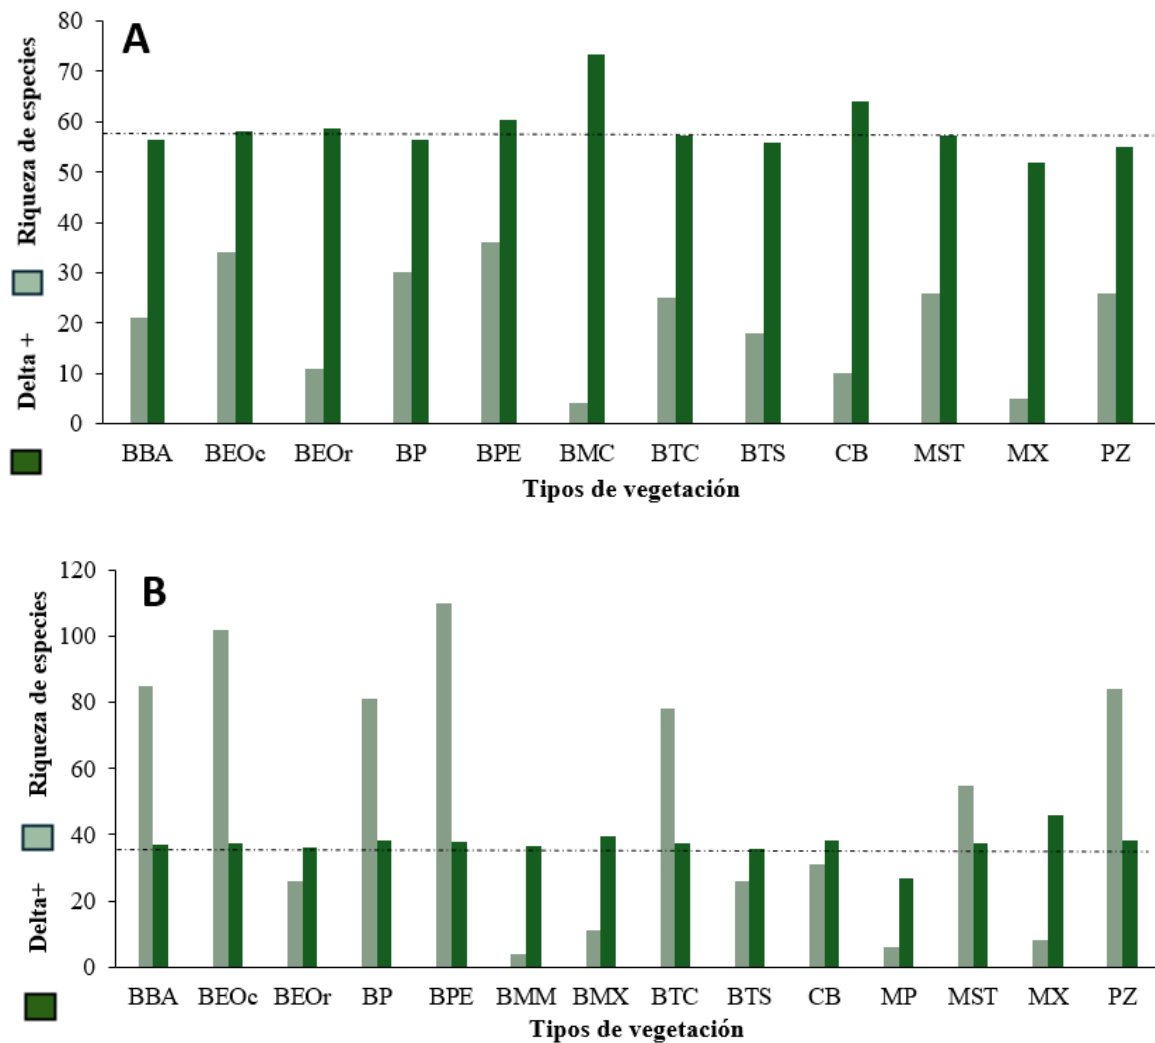 A
Riqueza de especies
Delta +
80
70
60
50
40
30
20
10
0
BBA BEOc BEOr BP BPE BMC BTC BTS CB MST MX PZ
Tipos de vegetación
B
Riqueza de especies
Delta+
120
100
80
60
40
20
0
BBA BEOc BEOr BP BPE BMM BMX BTC BTS CB MP MST MX PZ
Tipos de vegetación